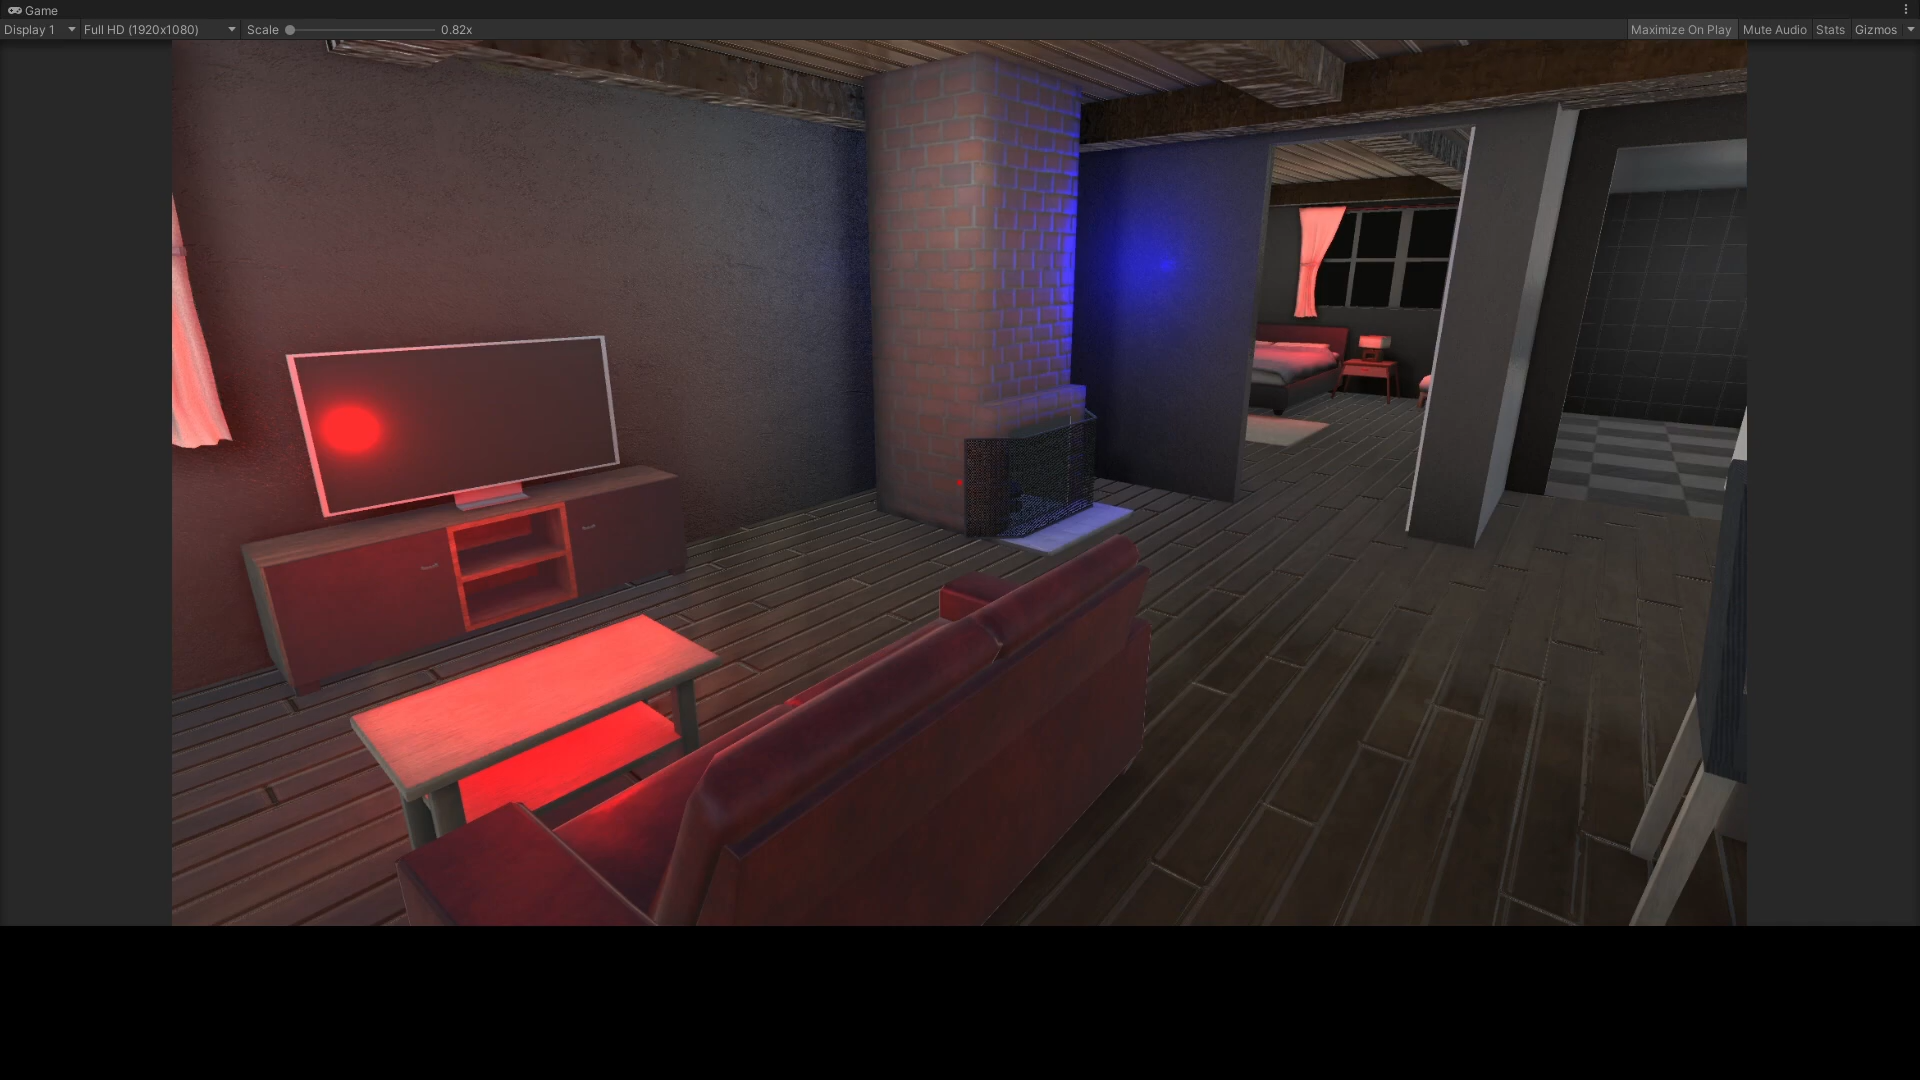 Game
Display 1 Full HD (1920x1080) Scale 0.82x Maximize On Play Mute Audio Stats Gizmos